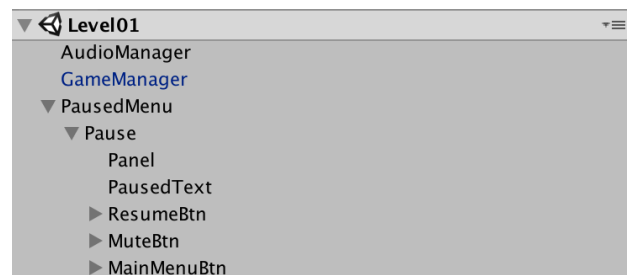 Level01
AudioManager
GameManager
PausedMenu
Pause
Panel
PausedText
ResumeBtn
MuteBtn
MainMenuBtn